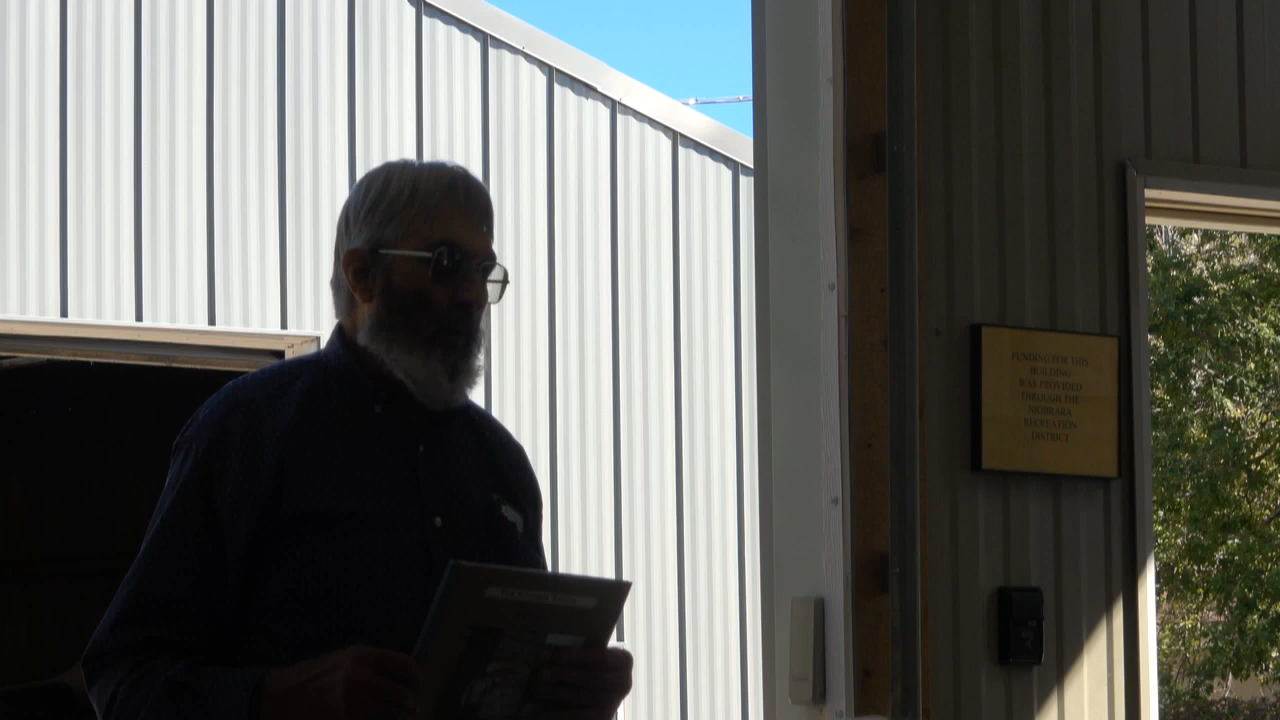 FUNDING FOR THIS
BUILDING
WAS PROVIDED
THROUGH THE
NIOBRARA
RECREATION
DISTRICT